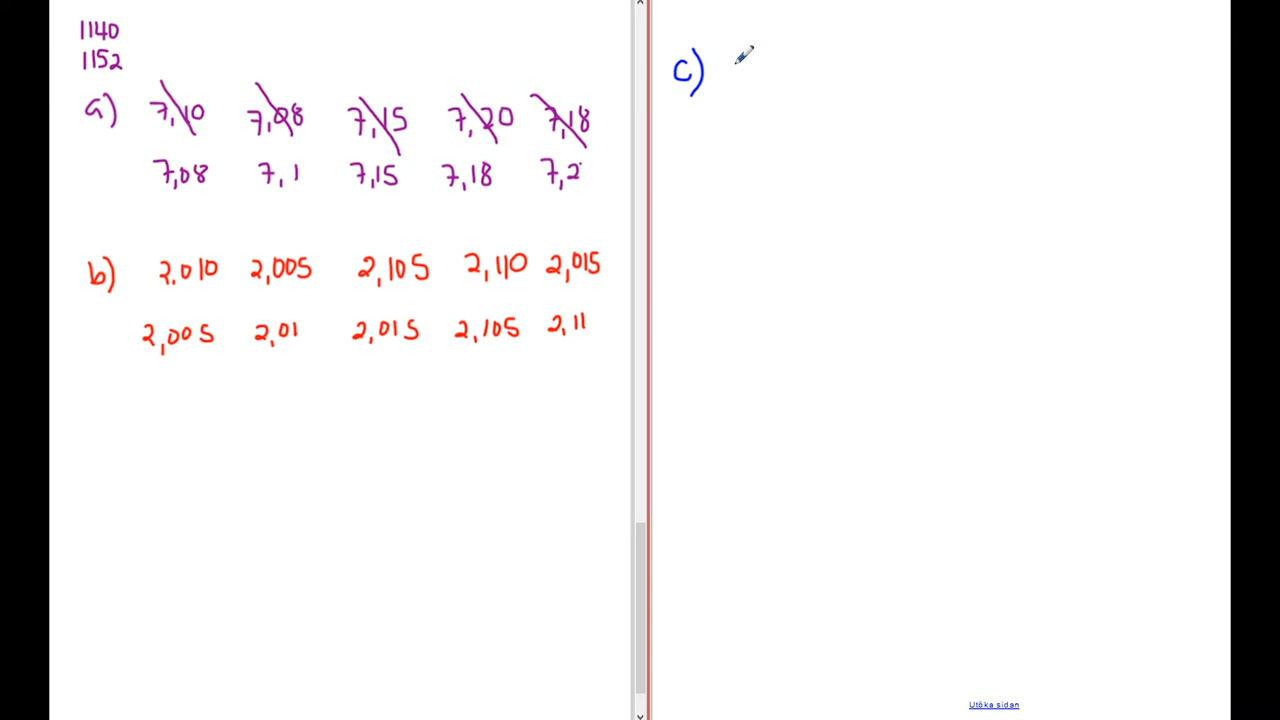 1140
1152
a) 7,10 7,08 7,15 7,20 7,18
7,08 7,1 7,15 7,18 7,2
b) 2,010 2,005 2,105 2,110 2,015
2,005 2,01 2,015 2,105 2,11
c)
Utöka sidan